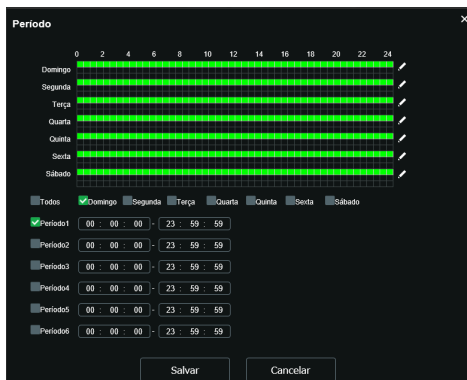 Período ×
0 2 4 6 8 10 12 14 16 18 20 22 24
Domingo
Segunda
Terça
Quarta
Quinta
Sexta
Sábado
Todos Domingo Segunda Terça Quarta Quinta Sexta Sábado
Período1 00 : 00 : 00 - 23 : 59 : 59
Período2 00 : 00 : 00 - 23 : 59 : 59
Período3 00 : 00 : 00 - 23 : 59 : 59
Período4 00 : 00 : 00 - 23 : 59 : 59
Período5 00 : 00 : 00 - 23 : 59 : 59
Período6 00 : 00 : 00 - 23 : 59 : 59
Salvar Cancelar